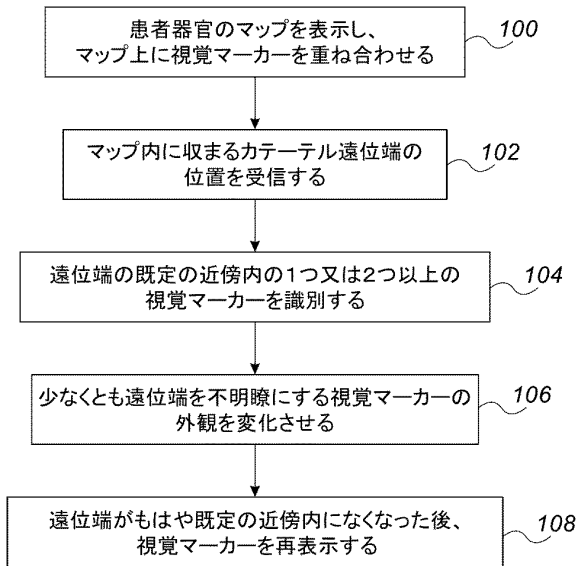 患者器官のマップを表示し、
マップ上に視覚マーカーを重ね合わせる
100
マップ内に収まるカテーテル遠位端の
位置を受信する
102
遠位端の既定の近傍内の1つ又は2つ以上の
視覚マーカーを識別する
104
少なくとも遠位端を不明瞭にする視覚マーカーの
外観を変化させる
106
遠位端がもはや既定の近傍内になくなった後、
視覚マーカーを再表示する
108